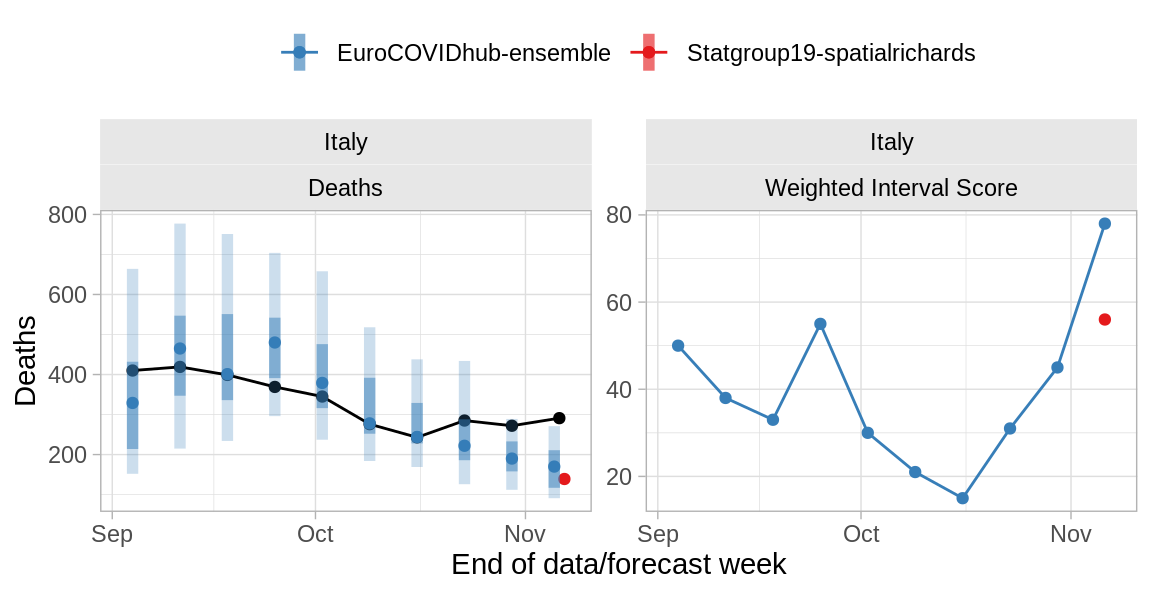 EuroCOVIDhub-ensemble Statgroup19-spatialrichards
Italy
Deaths
Italy
Weighted Interval Score
Deaths
800
600
400
200
80
60
40
20
Sep Oct Nov
Sep Oct Nov
End of data/forecast week